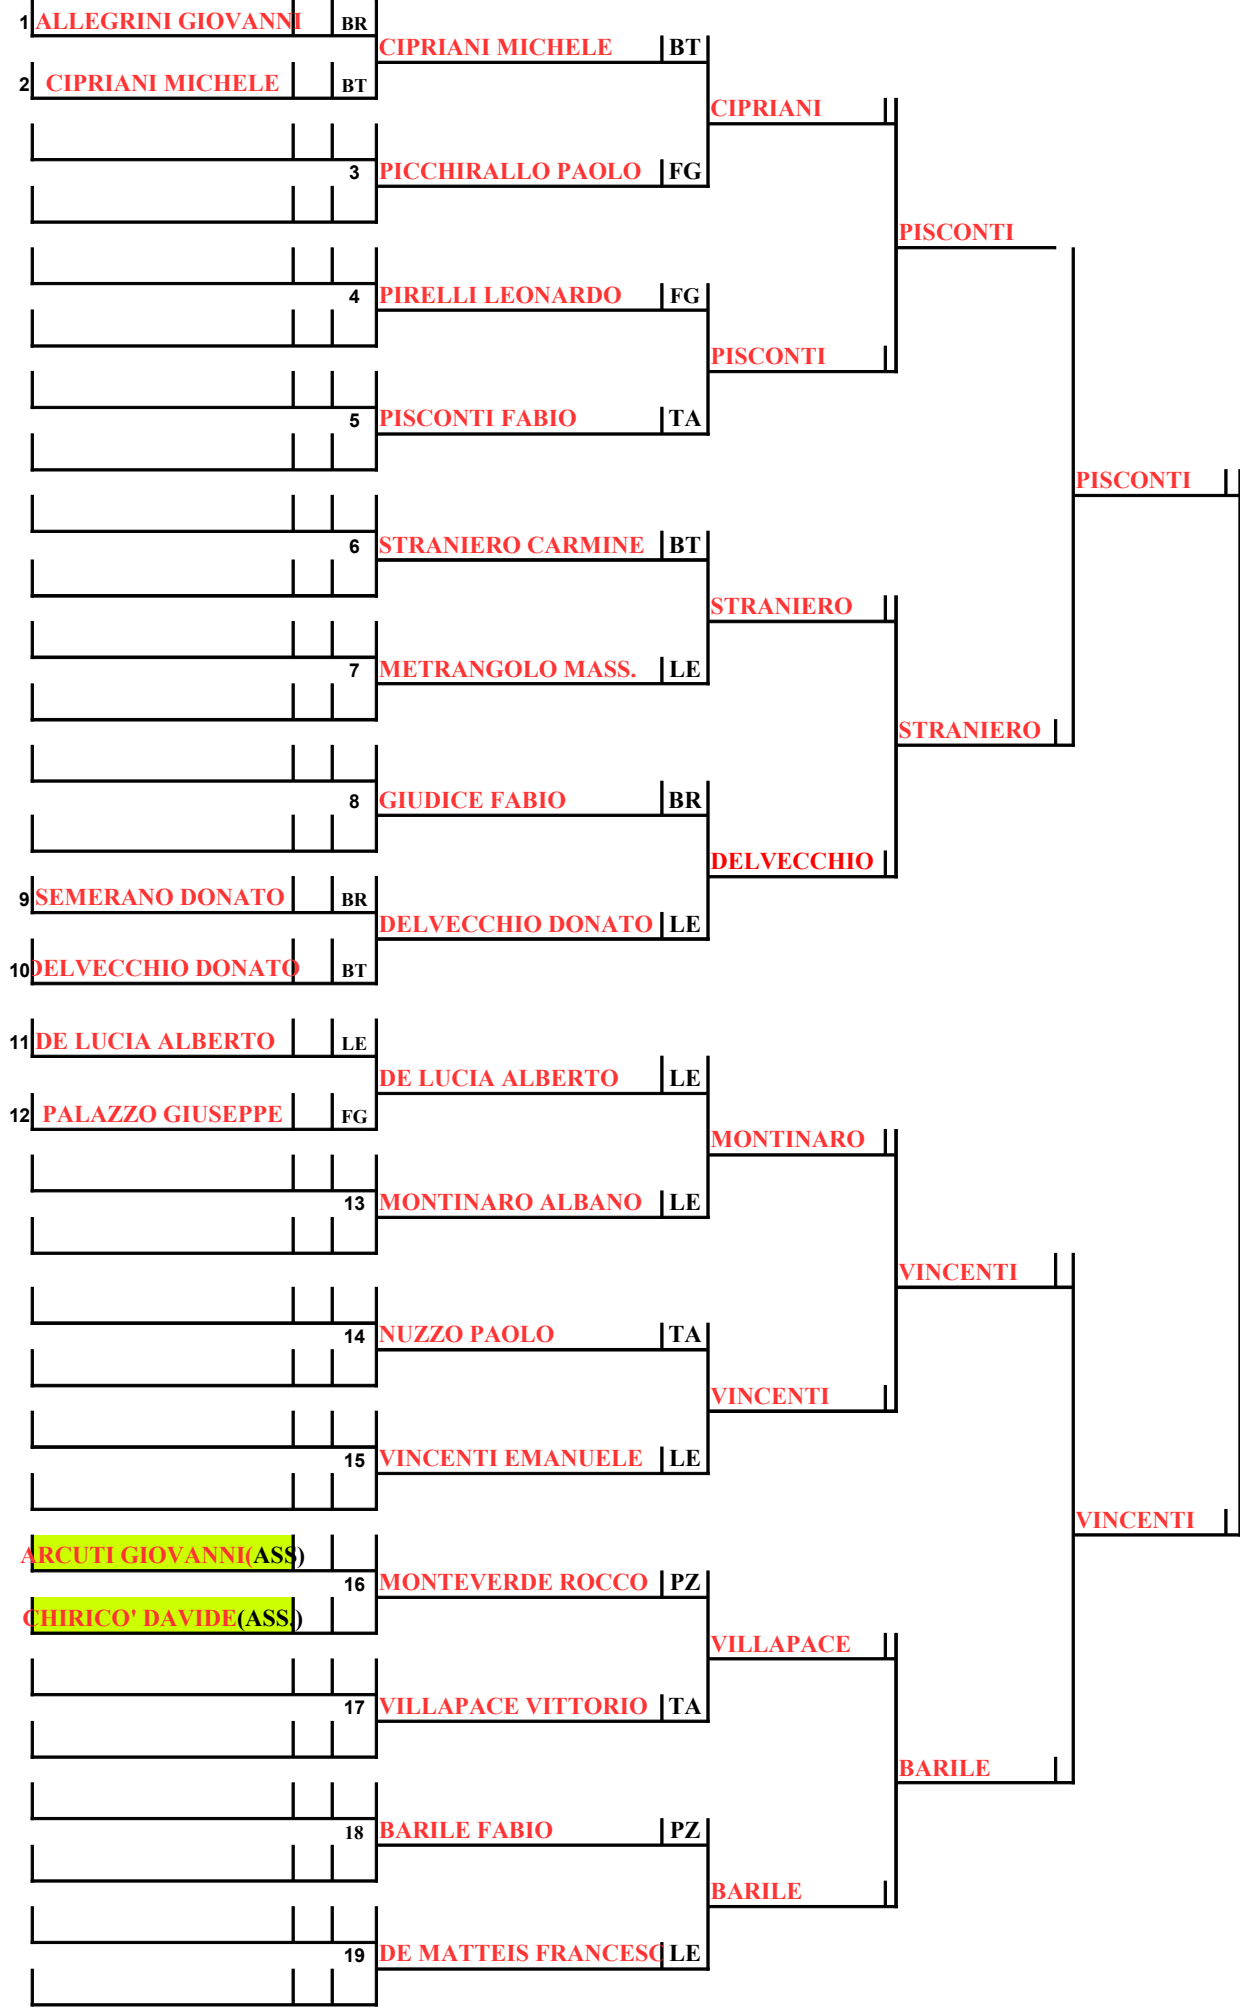 1 ALLEGRINI GIOVANNI BR
CIPRIANI MICHELE BT
2 CIPRIANI MICHELE BT
CIPRIANI
3 PICCHIRALLO PAOLO FG
PISCONTI
4 PIRELLI LEONARDO FG
PISCONTI
5 PISCONTI FABIO TA
PISCONTI
6 STRANIERO CARMINE BT
STRANIERO
7 METRANGOLO MASS. LE
STRANIERO
8 GIUDICE FABIO BR
DELVECCHIO
9 SEMERANO DONATO BR
DELVECCHIO DONATO LE
10 DELVECCHIO DONATO BT
11 DE LUCIA ALBERTO LE
DE LUCIA ALBERTO LE
12 PALAZZO GIUSEPPE FG
MONTINARO
13 MONTINARO ALBANO LE
VINCENTI
14 NUZZO PAOLO TA
VINCENTI
15 VINCENTI EMANUELE LE
VINCENTI
ARCUTI GIOVANNI(ASS)
16 MONTEVERDE ROCCO PZ
CHIRICO' DAVIDE(ASS.)
VILLAPACE
17 VILLAPACE VITTORIO TA
BARILE
18 BARILE FABIO PZ
BARILE
19 DE MATTEIS FRANCESC LE